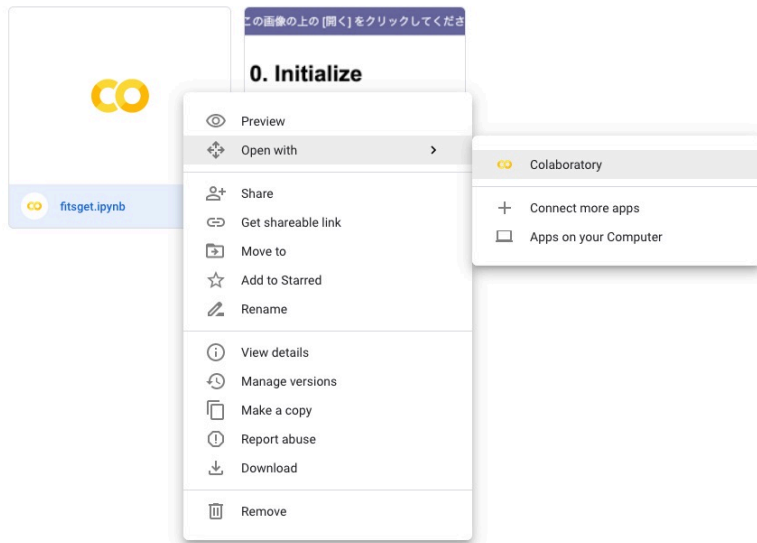 この画像の上の [開く] をクリックしてくださ
0. Initialize
fitsget.ipynb
Preview
Open with
Share
Get shareable link
Move to
Add to Starred
Rename
View details
Manage versions
Make a copy
Report abuse
Download
Remove
Colaboratory
Connect more apps
Apps on your Computer